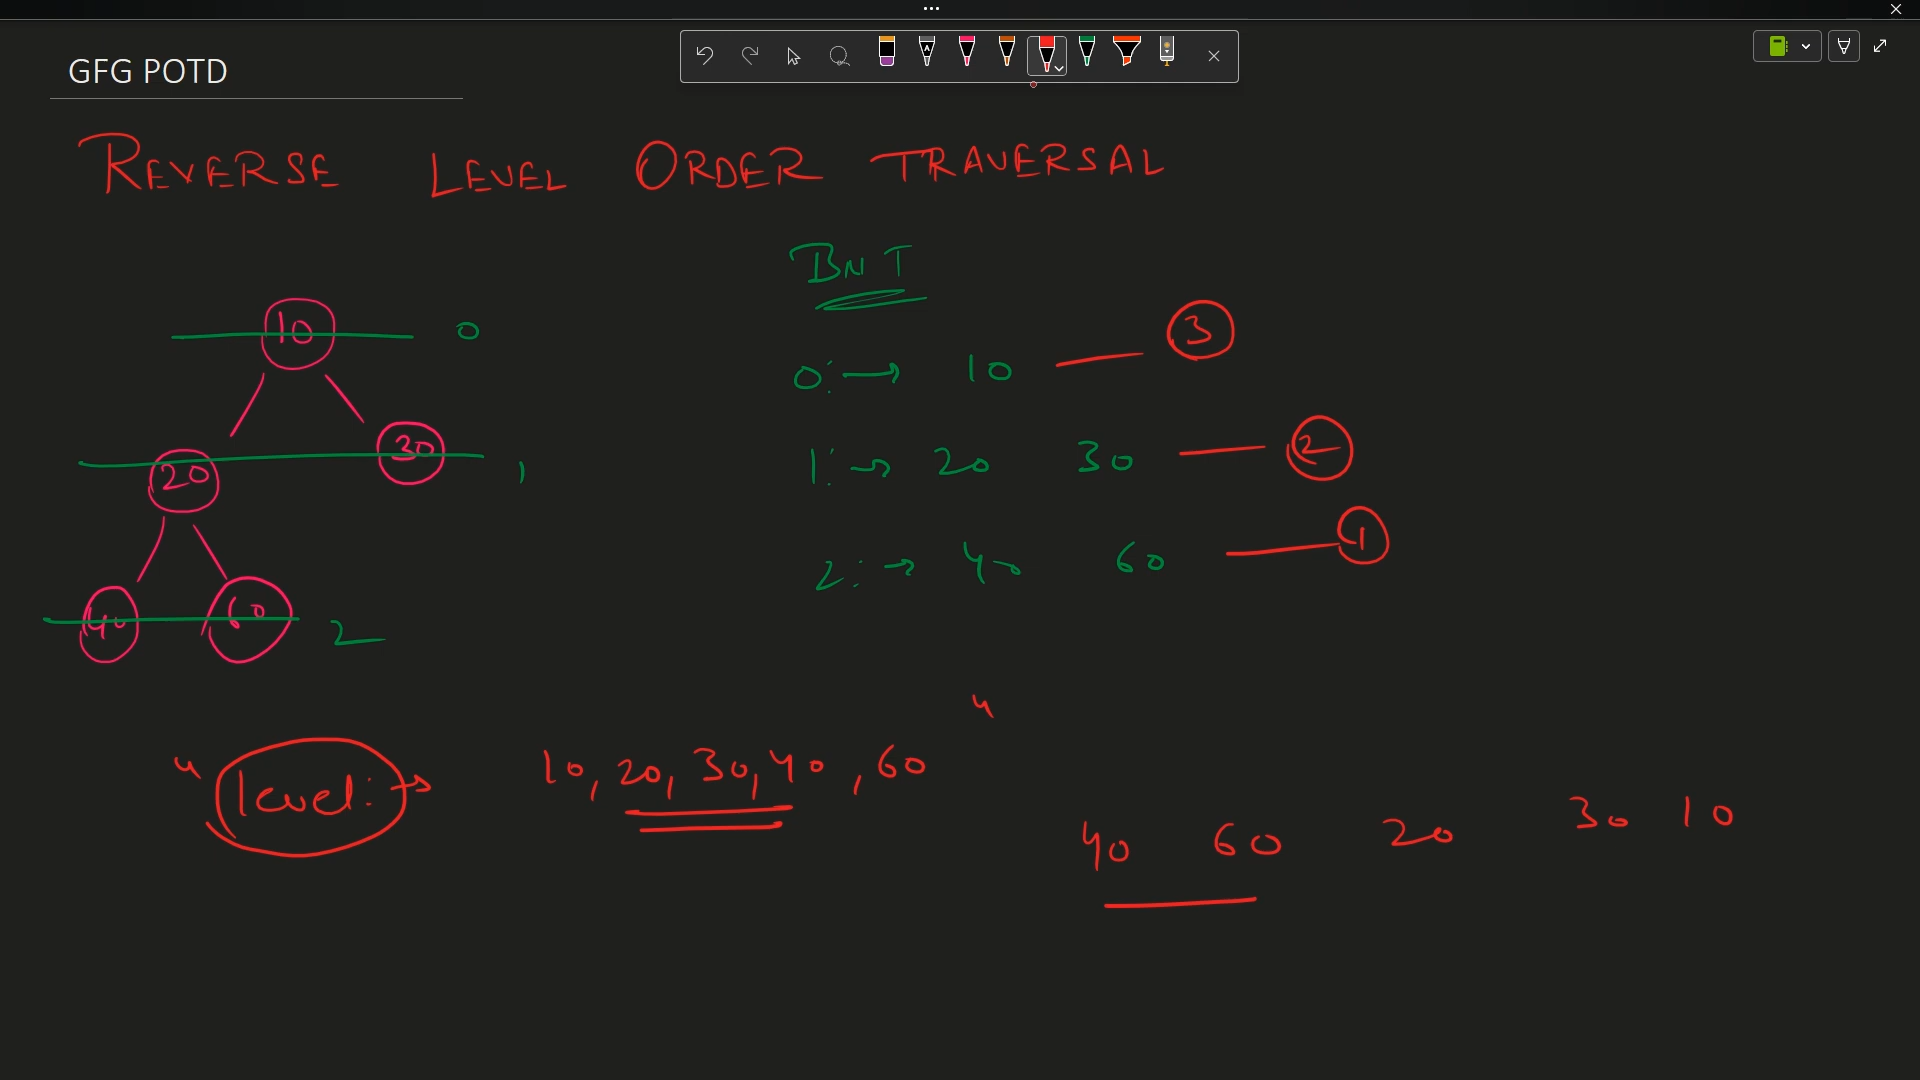 GFG POTD
REVERSE LEVEL ORDER TRAVERSAL
10 0
20 30 1
40 60 2
0: → 10 — 3
1: → 20 30 — 2
2: → 40 60 — 1
"level: → 10, 20, 30, 40, 60 "
40 60 20 30 10